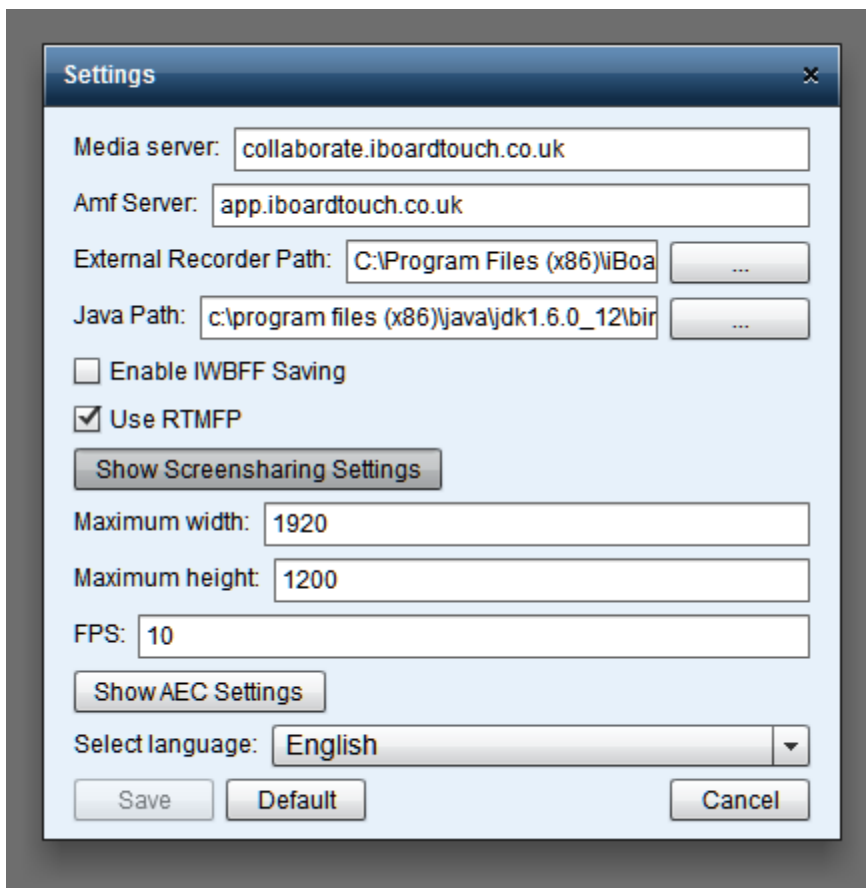 Settings
Media server: collaborate.iboardtouch.co.uk
Amf Server: app.iboardtouch.co.uk
External Recorder Path: C:\Program Files (x86)\iBoa ...
Java Path: c:\program files (x86)\java\jdk1.6.0_12\bin ...
Enable IWBFF Saving
Use RTMFP
Show Screensharing Settings
Maximum width: 1920
Maximum height: 1200
FPS: 10
Show AEC Settings
Select language: English
Save Default Cancel